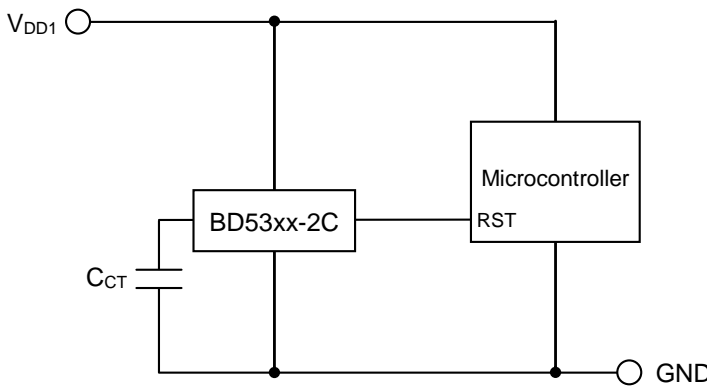 VDD1
Microcontroller
BD53xx-2C
RST
CCT
GND